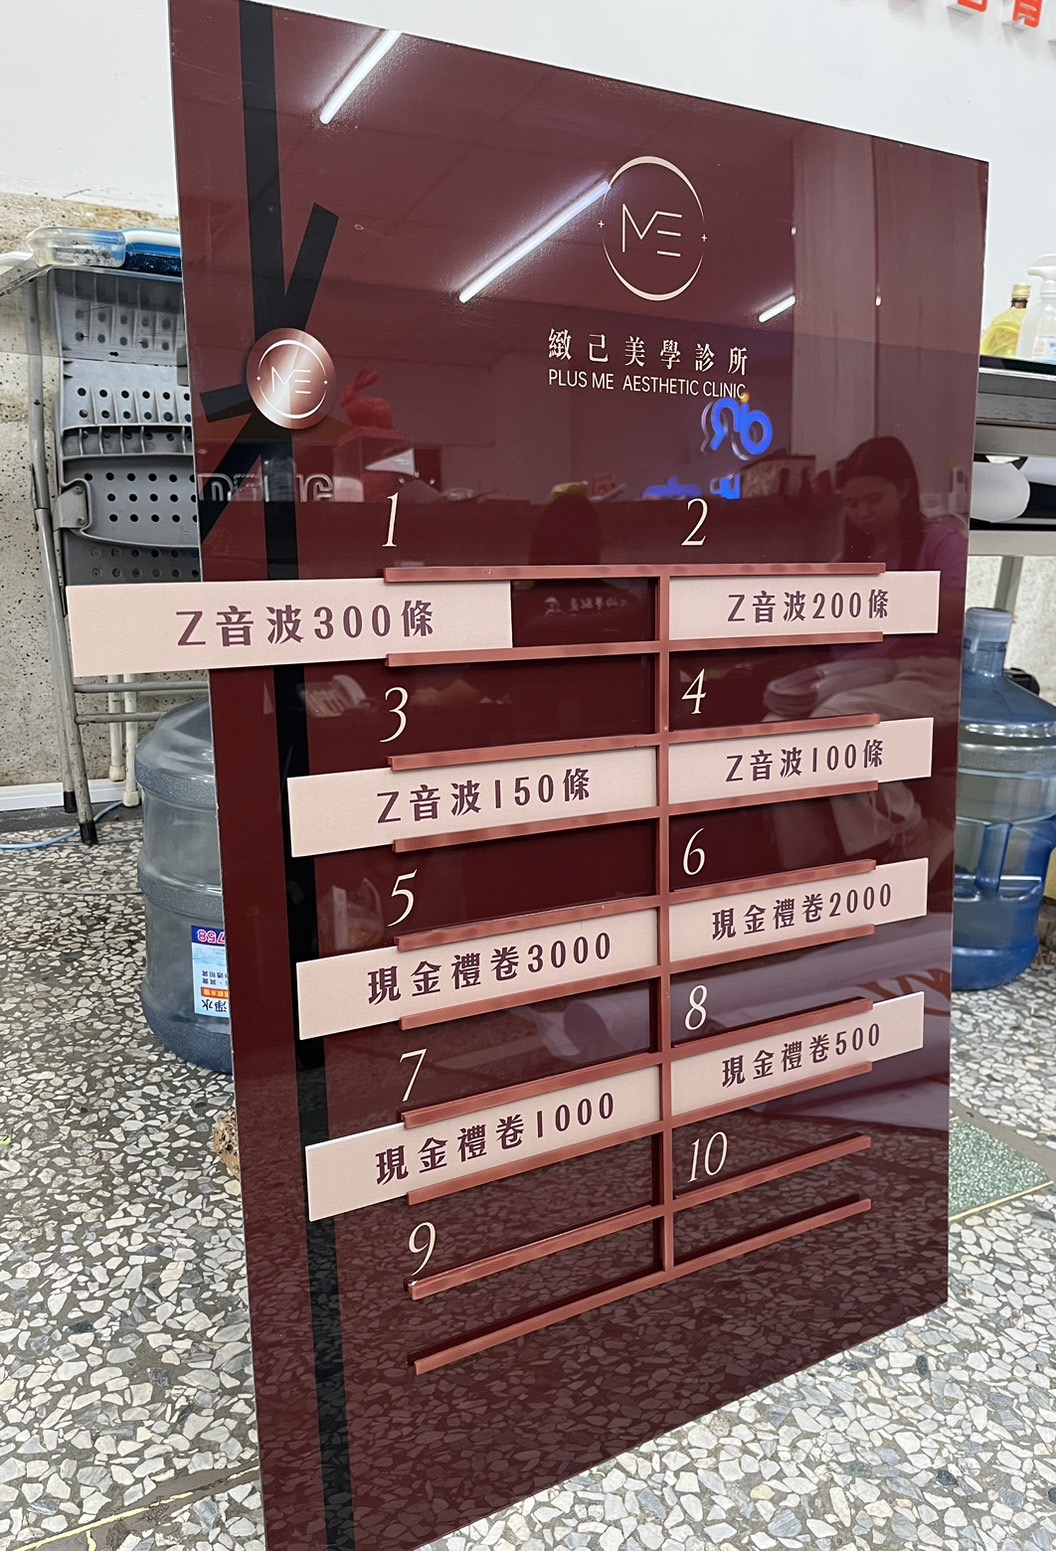 ME
緻己美學診所
PLUS ME AESTHETIC CLINIC
ME
1
2
Z音波300條
Z音波200條
3
4
Z音波150條
Z音波100條
5
6
現金禮卷3000
現金禮卷2000
7
8
現金禮卷1000
現金禮卷500
9
10
淨水